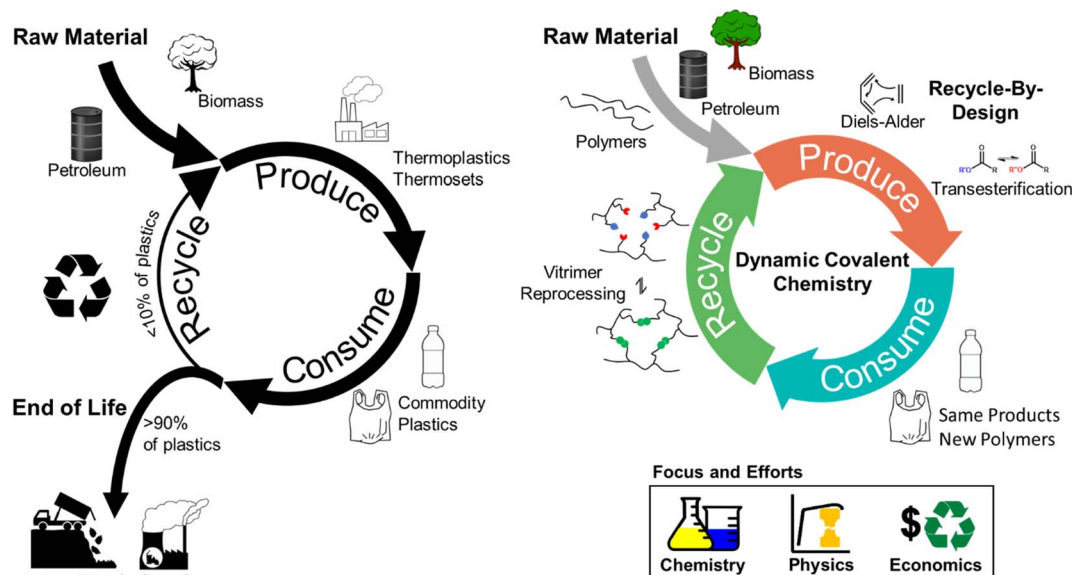 Raw Material
Biomass
Petroleum
Thermoplastics
Thermosets
Produce
Consume
Recycle
<10% of plastics
Commodity
Plastics
End of Life
>90%
of plastics
Raw Material
Biomass
Petroleum
Polymers
Diels-Alder
Recycle-By-
Design
R'O
O
R
R"O
O
R
Transesterification
Produce
Consume
Recycle
Dynamic Covalent
Chemistry
Vitrimer
Reprocessing
Same Products
New Polymers
Focus and Efforts
Chemistry
Physics
$
Economics